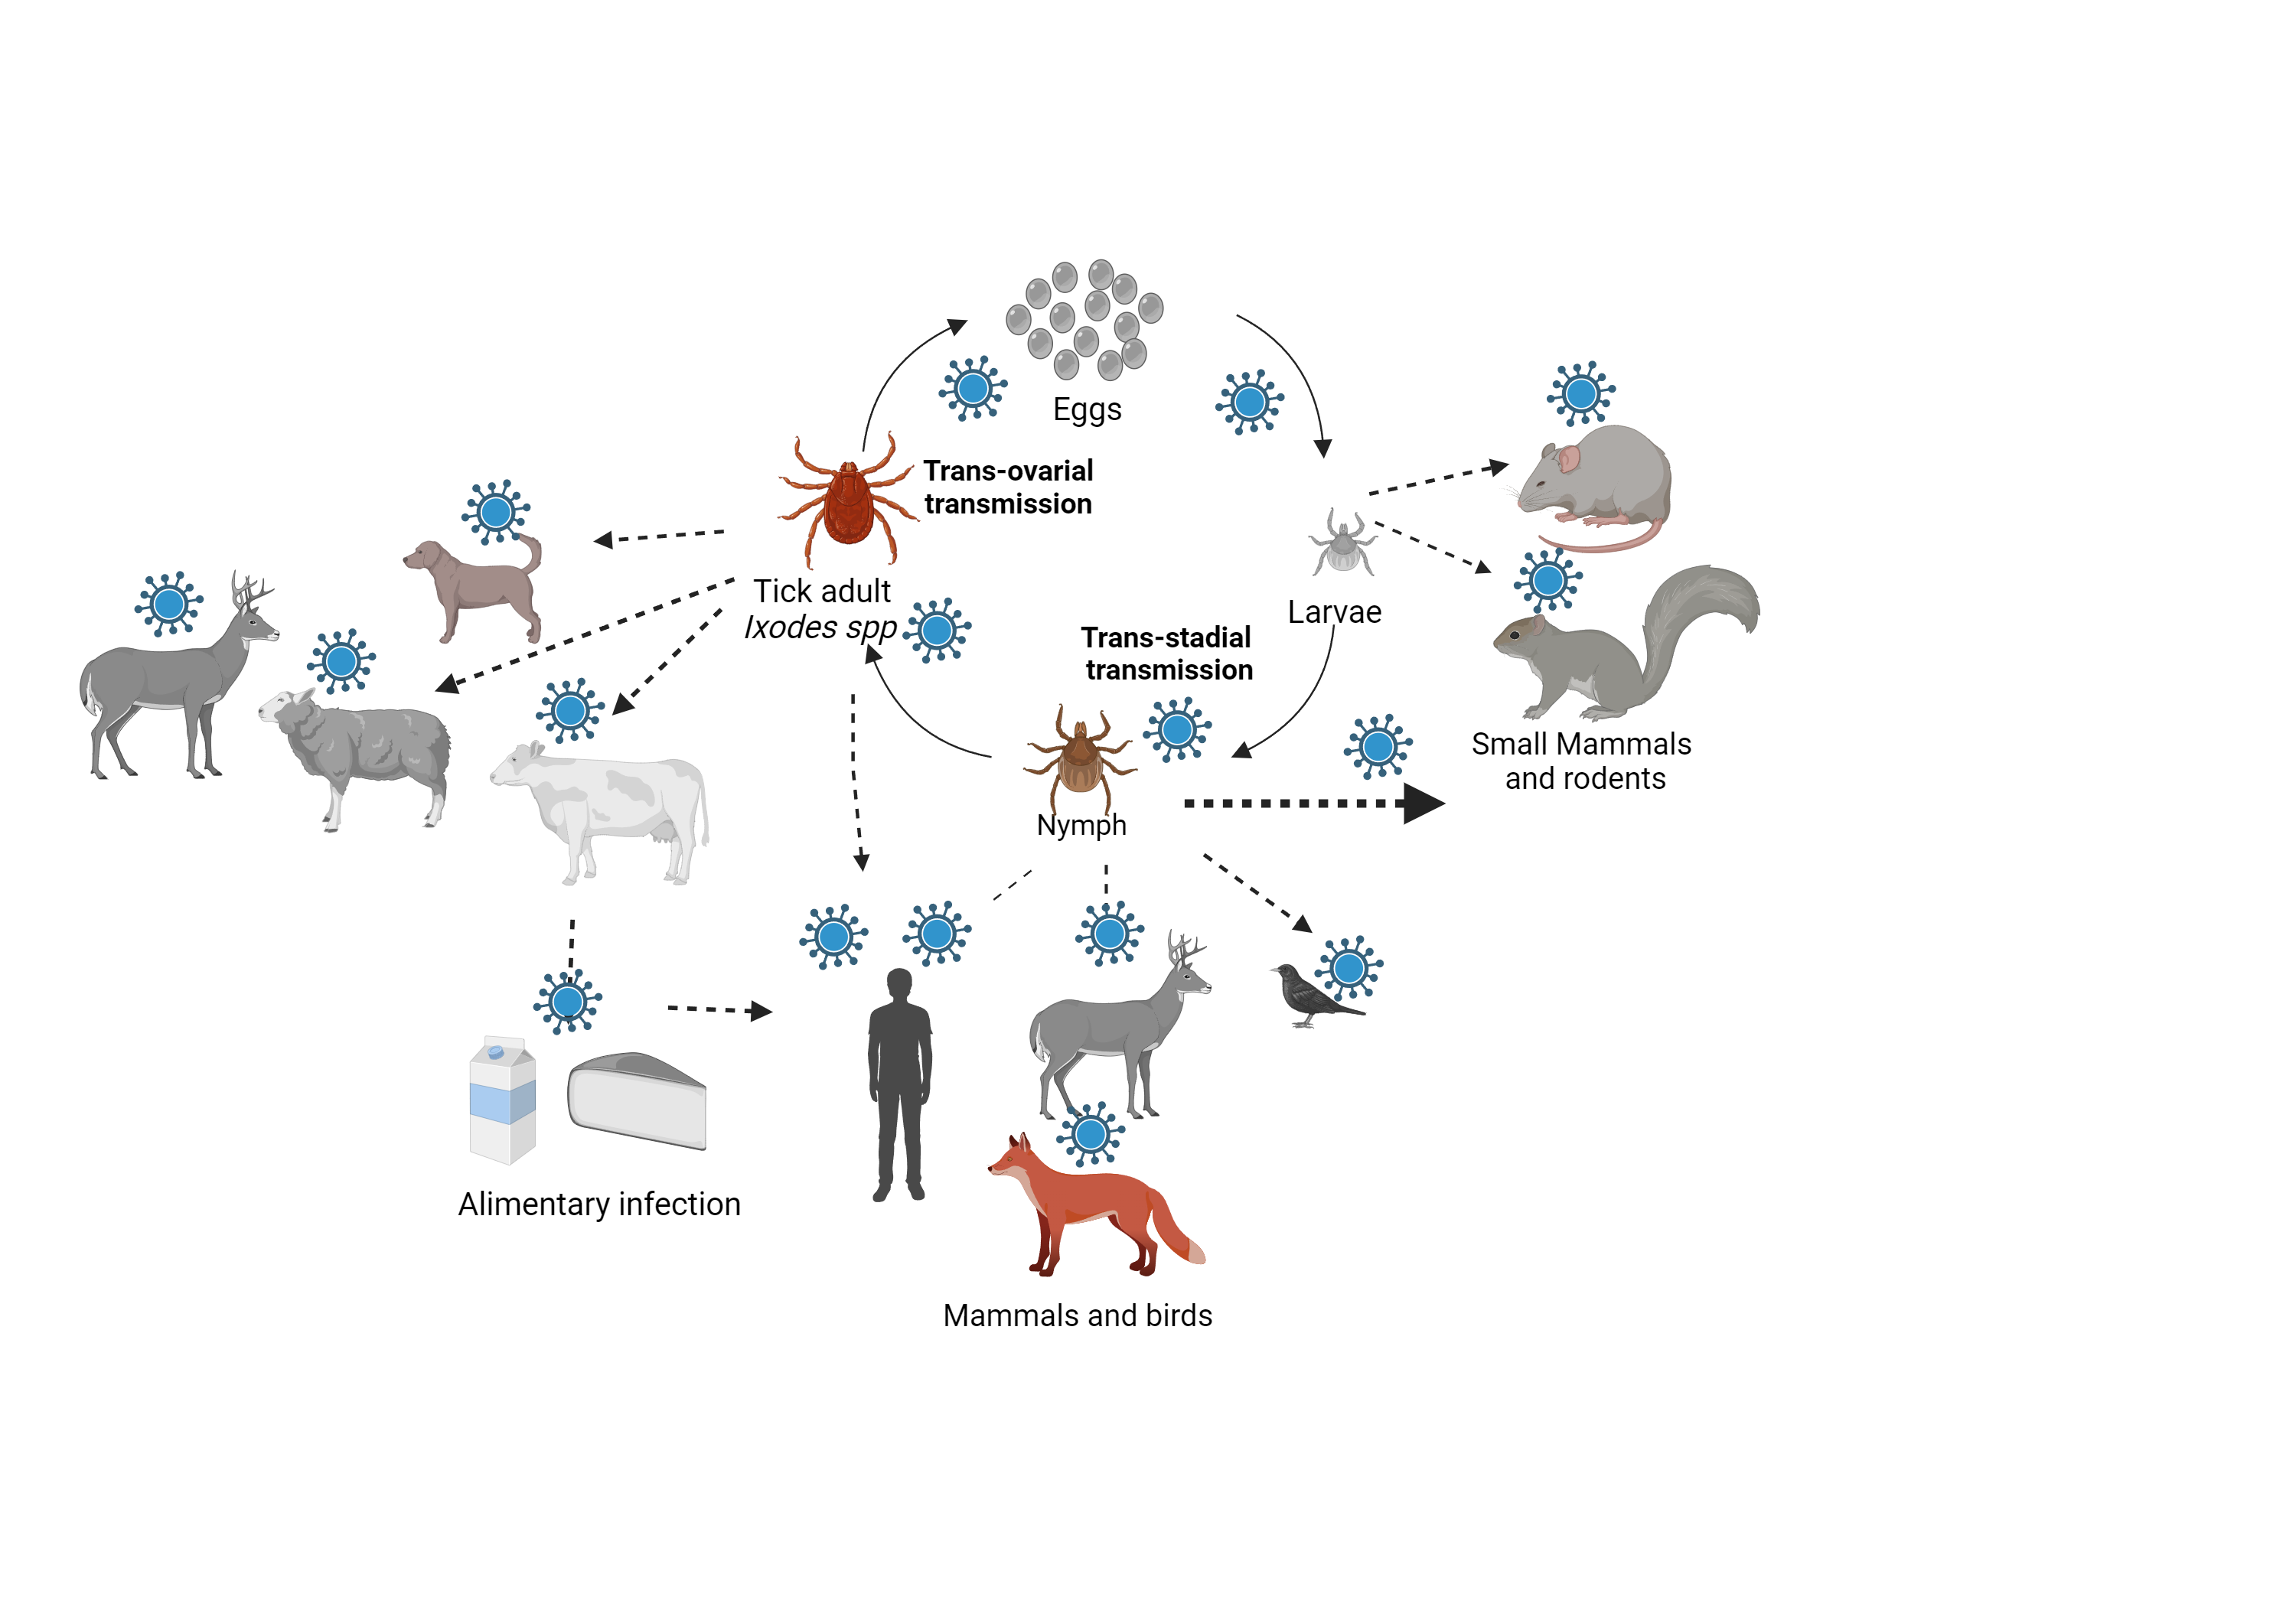 Eggs
Trans-ovarial
transmission
Tick adult
Ixodes spp
Larvae
Trans-stadial
transmission
Small Mammals
and rodents
Nymph
Alimentary infection
Mammals and birds